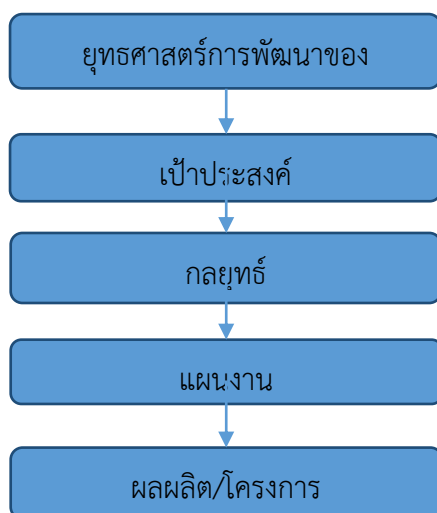 ยุทธศาสตร์การพัฒนาของ
เป้าประสงค์
กลยุทธ์
แผนงาน
ผลผลิต/โครงการ